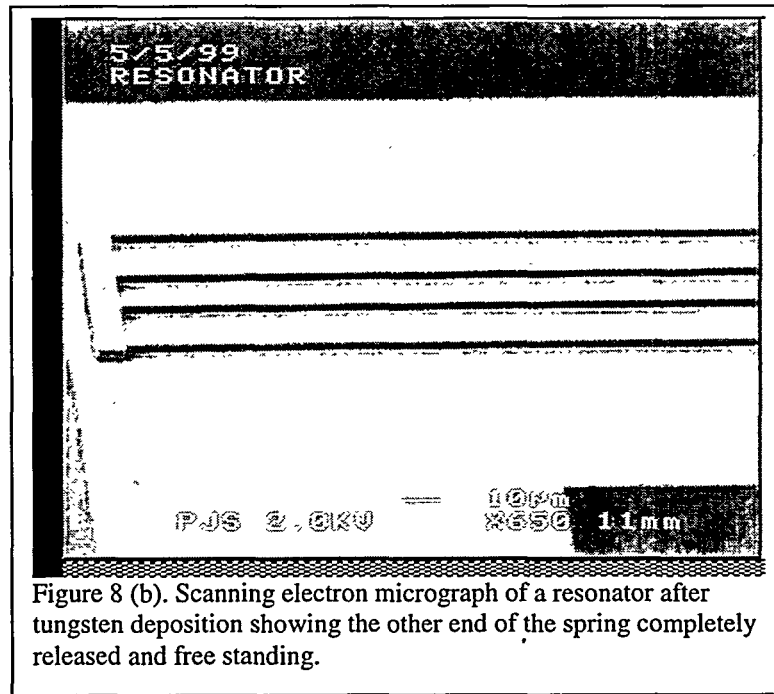 5/5/99
RESONATOR
10μm
PJS 2.0KV X650 11mm
Figure 8 (b). Scanning electron micrograph of a resonator after
tungsten deposition showing the other end of the spring completely
released and free standing.